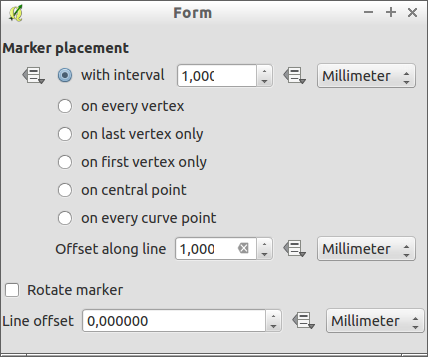 Form
Marker placement
with interval 1,000 Millimeter
on every vertex
on last vertex only
on first vertex only
on central point
on every curve point
Offset along line 1,000 Millimeter
Rotate marker
Line offset 0,000000 Millimeter